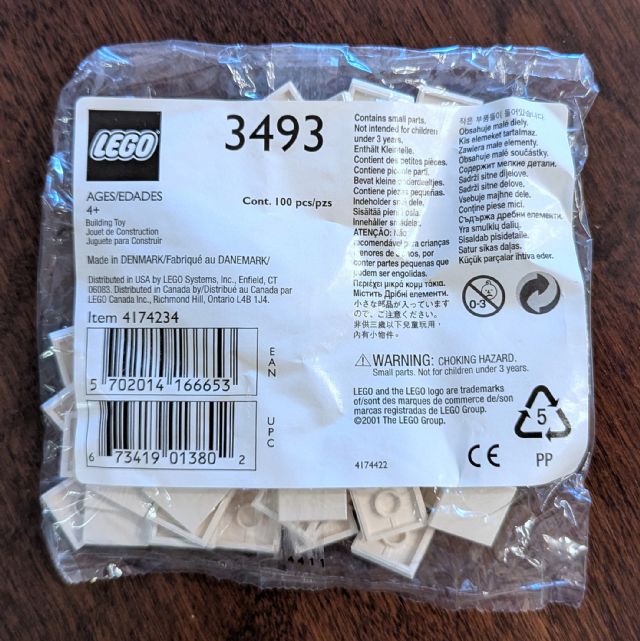 LEGO
3493
AGES/EDADES
4+
Cont. 100 pcs/pzs
Building Toy
Jouet de Construction
Juguete para Construir
Made in DENMARK/Fabriqué au DANEMARK/
Distributed in USA by LEGO Systems, Inc., Enfield, CT
06083. Distributed in Canada by/Distribué au Canada par
LEGO Canada Inc., Richmond Hill, Ontario L4B 1J4.
Item 4174234
EAN
5 702014 166653
UPC
6 73419 01380 2
Contains small parts.
Not intended for children
under 3 years.
Enthält Kleinteile.
Contient des petites pièces.
Contiene piccole parti.
Bevat kleine onderdeeltjes.
Contiene piezas pequeñas.
Indeholder små dele.
Sisältää pieniä osia.
Innehåller smådelar.
ATENÇÃO: Não
recomendável para crianças
menores de 3 anos, por
conter partes pequenas que
podem ser engolidas.
Περιέχει μικρά κομμάτια.
Містить Дрібні елементи.
小さな部品が入っていますので、ご注意ください。
非供三歲以下兒童玩用，
內有小物件。
작은 부품들이 들어있습니다.
Obsahuje malé diely.
Kis elemeket tartalmaz.
Zawiera małe elementy.
Obsahuje malé součástky.
Содержит мелкие детали.
Sadrži sitne dijelove.
Sadrži sitne delove.
Vsebuje majhne dele.
Conţine piese mici.
Съдържа дребни елементи.
Yra smulkių dalių.
Sisaldab pisidetaile.
Satur sīkas daļas.
Küçük parçalar ihtiva eder.
0-3
WARNING: CHOKING HAZARD.
Small parts. Not for children under 3 years.
LEGO and the LEGO logo are trademarks
of/sont des marques de commerce de/son
marcas registradas de LEGO Group.
©2001 The LEGO Group.
4174422
CE
5
PP
4411